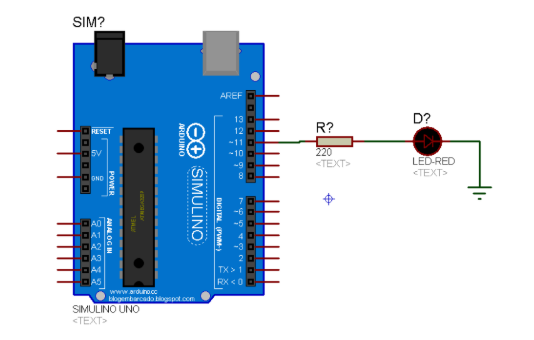 SIM?
AREF
13
12
~11
~10
~9
8
7
~6
~5
4
~3
2
TX > 1
RX < 0
RESET
5V
GND
POWER
A0
A1
A2
A3
A4
A5
ANALOG IN
ARDUINO
SIMULINO
DIGITAL (PWM~)
ATMEL
www.arduino.cc
blogembarcado.blogspot.com
SIMULINO UNO
<TEXT>
R?
220
<TEXT>
D?
LED-RED
<TEXT>